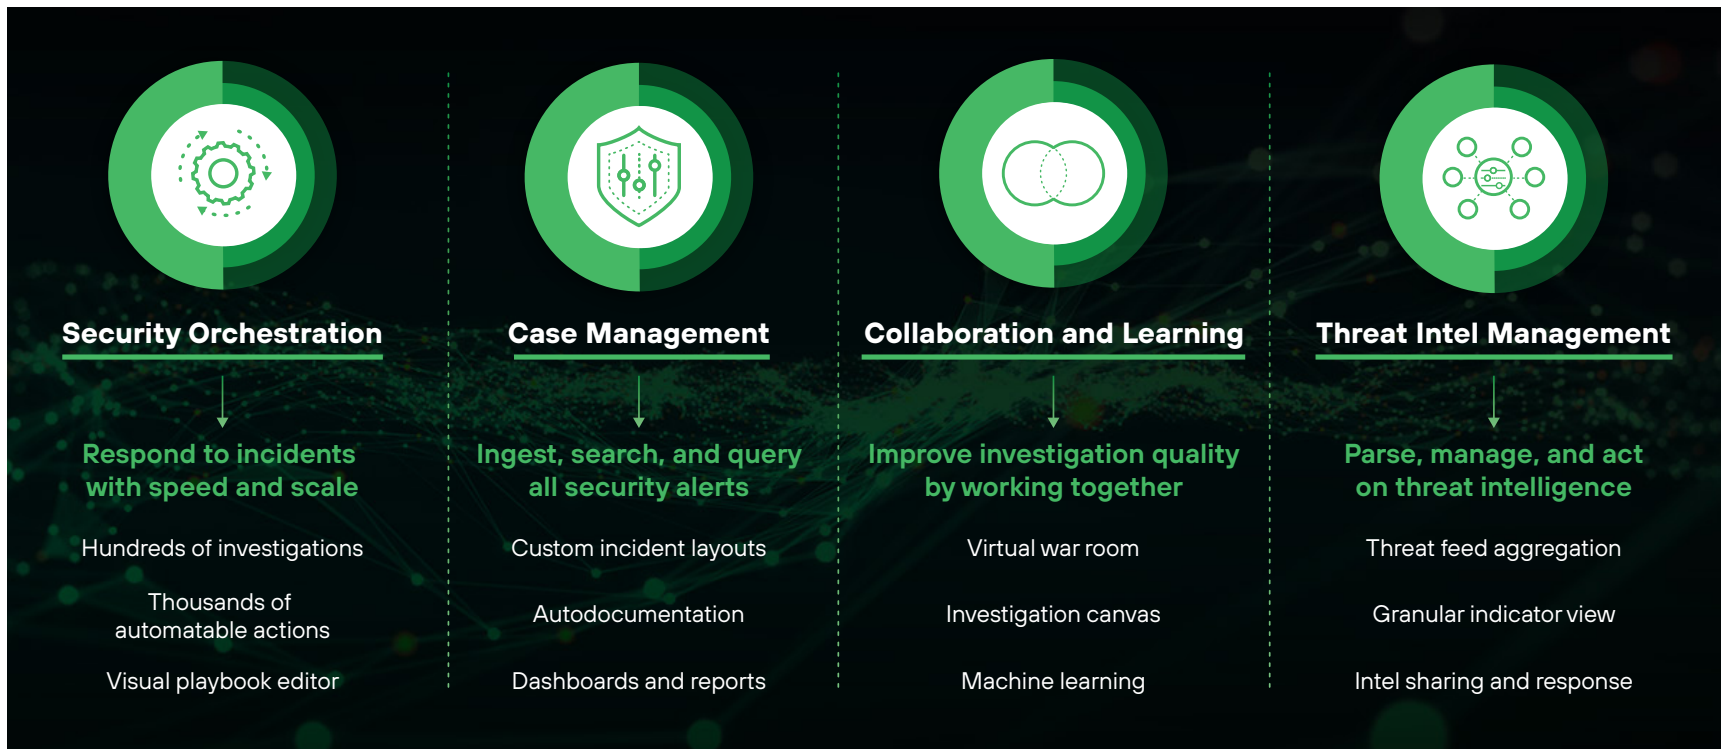 Security Orchestration
Respond to incidents
with speed and scale
Hundreds of investigations
Thousands of
automatable actions
Visual playbook editor
Case Management
Ingest, search, and query
all security alerts
Custom incident layouts
Autodocumentation
Dashboards and reports
Collaboration and Learning
Improve investigation quality
by working together
Virtual war room
Investigation canvas
Machine learning
Threat Intel Management
Parse, manage, and act
on threat intelligence
Threat feed aggregation
Granular indicator view
Intel sharing and response